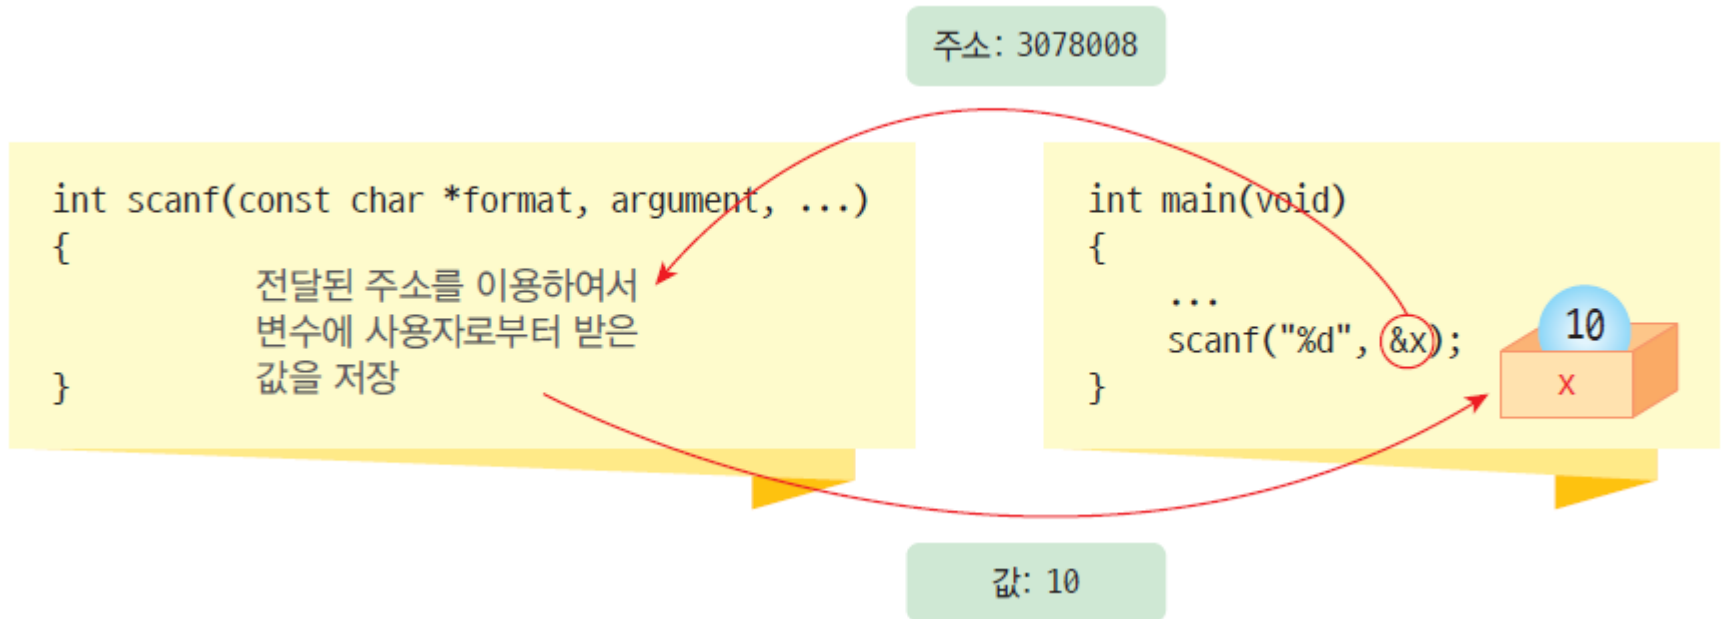 주소: 3078008
int scanf(const char *format, argument, ...)
{
전달된 주소를 이용하여서
변수에 사용자로부터 받은
값을 저장
}
int main(void)
{
...
scanf("%d", &x);
}
10
x
값: 10